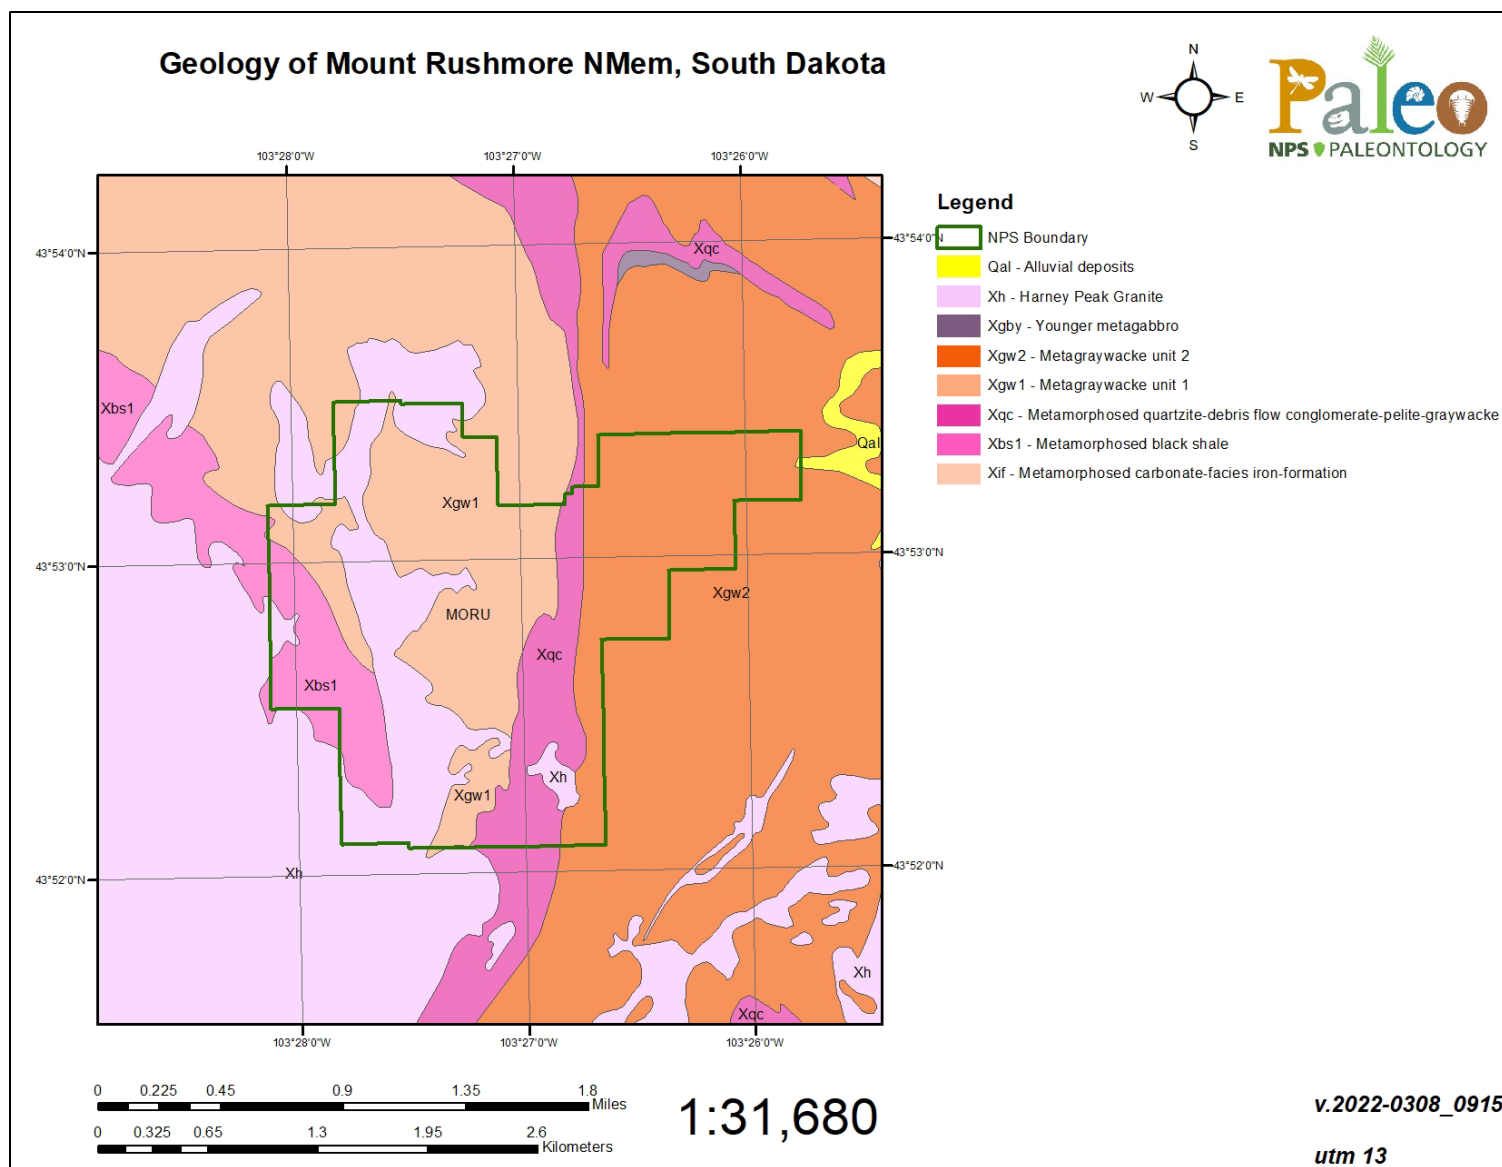 Geology of Mount Rushmore NMem, South Dakota
N
W
E
S
Paleo
NPS PALEONTOLOGY
103°28'0"W
103°27'0"W
103°26'0"W
43°54'0"N
43°54'0"N
43°53'0"N
43°53'0"N
43°52'0"N
43°52'0"N
Xqc
Xbs1
Qal
Xgw1
Xgw2
MORU
Xqc
Xbs1
Xh
Xgw1
Xh
Xh
Xqc
103°28'0"W
103°27'0"W
103°26'0"W
Legend
NPS Boundary
Qal - Alluvial deposits
Xh - Harney Peak Granite
Xgby - Younger metagabbro
Xgw2 - Metagraywacke unit 2
Xgw1 - Metagraywacke unit 1
Xqc - Metamorphosed quartzite-debris flow conglomerate-pelite-graywacke
Xbs1 - Metamorphosed black shale
Xif - Metamorphosed carbonate-facies iron-formation
0 0.225 0.45 0.9 1.35 1.8
Miles
0 0.325 0.65 1.3 1.95 2.6
Kilometers
1:31,680
v.2022-0308_0915
utm 13